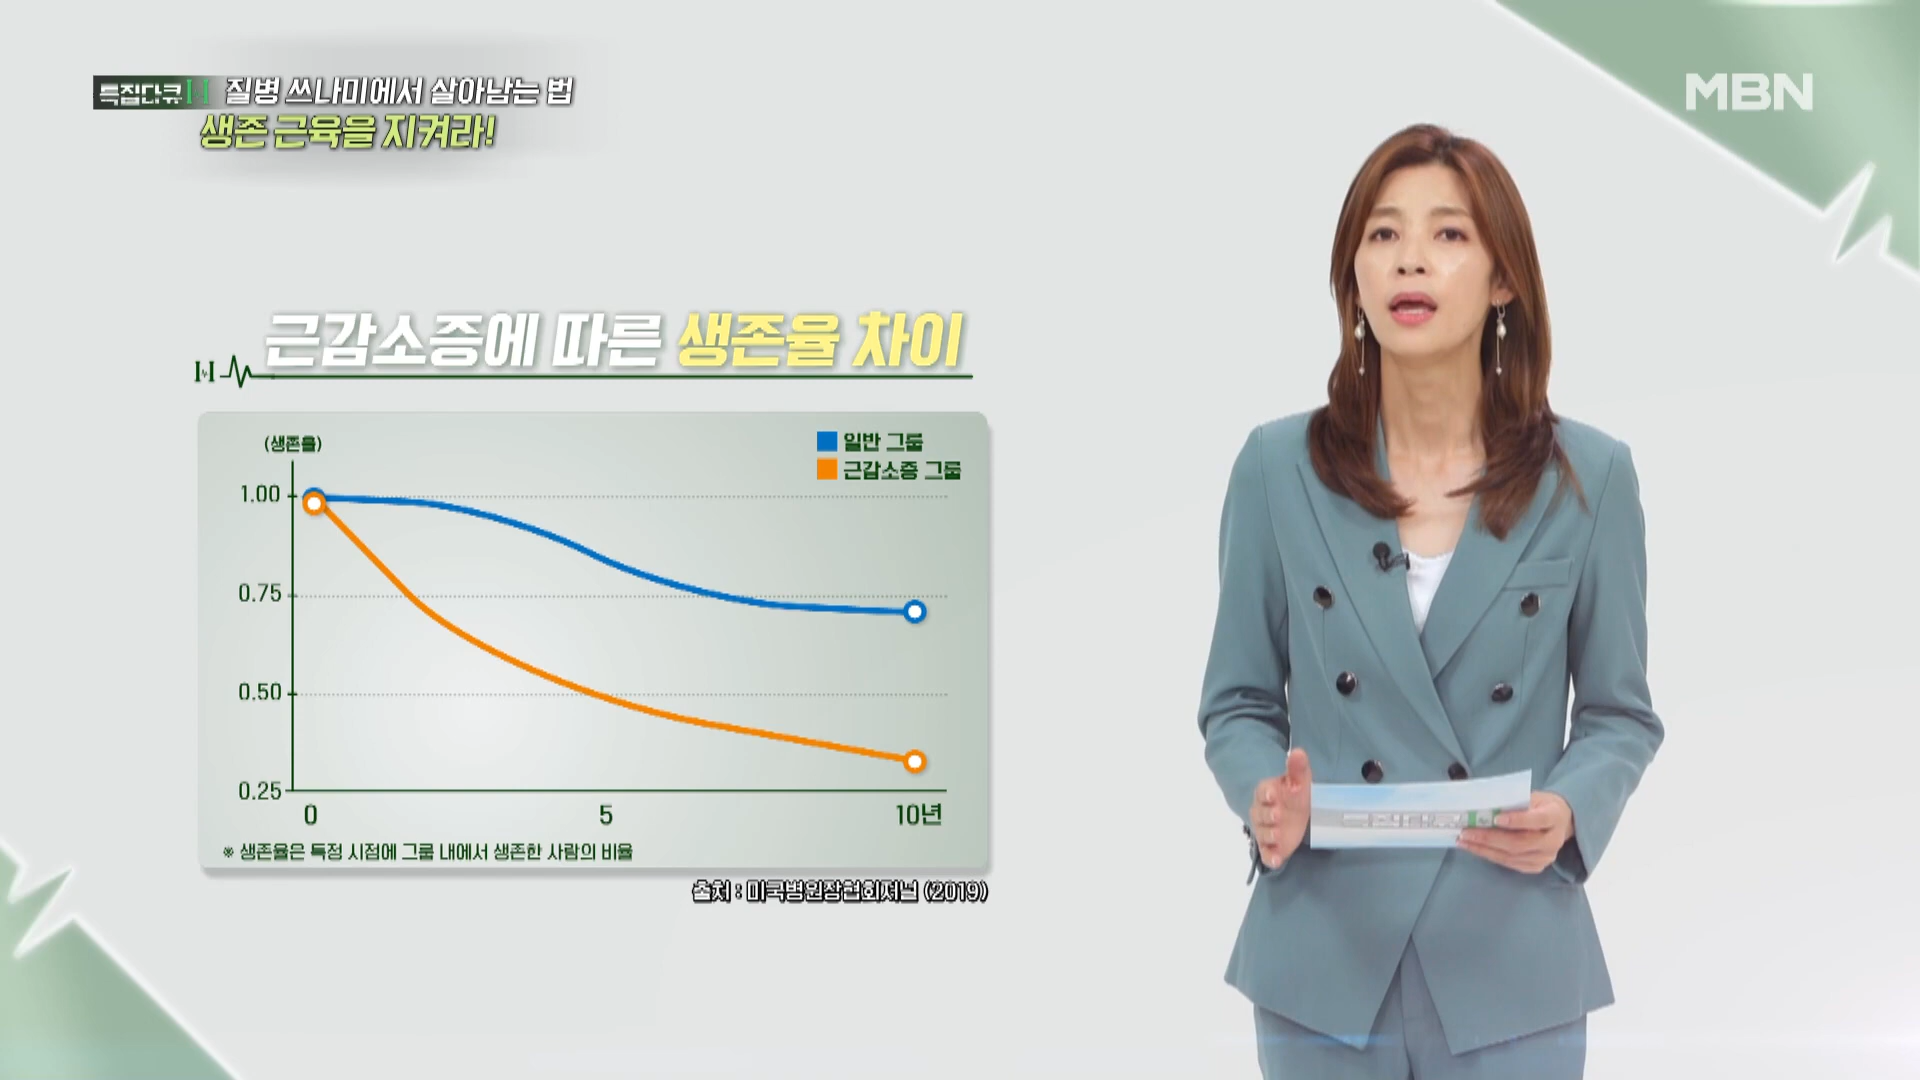 특집다큐H 질병 쓰나미에서 살아남는 법
생존 근육을 지켜라!
MBN
근감소증에 따른 생존율 차이
(생존율)
일반 그룹
근감소증 그룹
1.00
0.75
0.50
0.25
0 5 10년
※ 생존율은 특정 시점에 그룹 내에서 생존한 사람의 비율
출처 : 미국병원장협회저널 (2019)